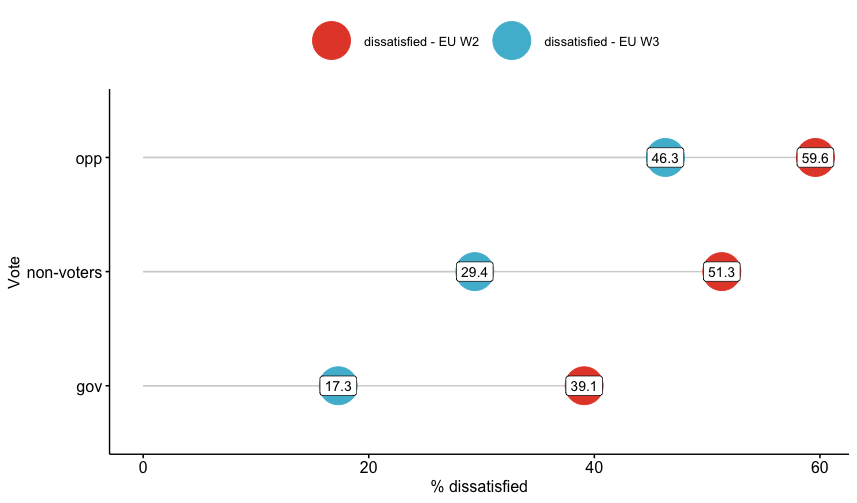 dissatisfied - EU W2 dissatisfied - EU W3
opp 46.3 59.6
Vote
non-voters 29.4 51.3
gov 17.3 39.1
0 20 40 60
% dissatisfied